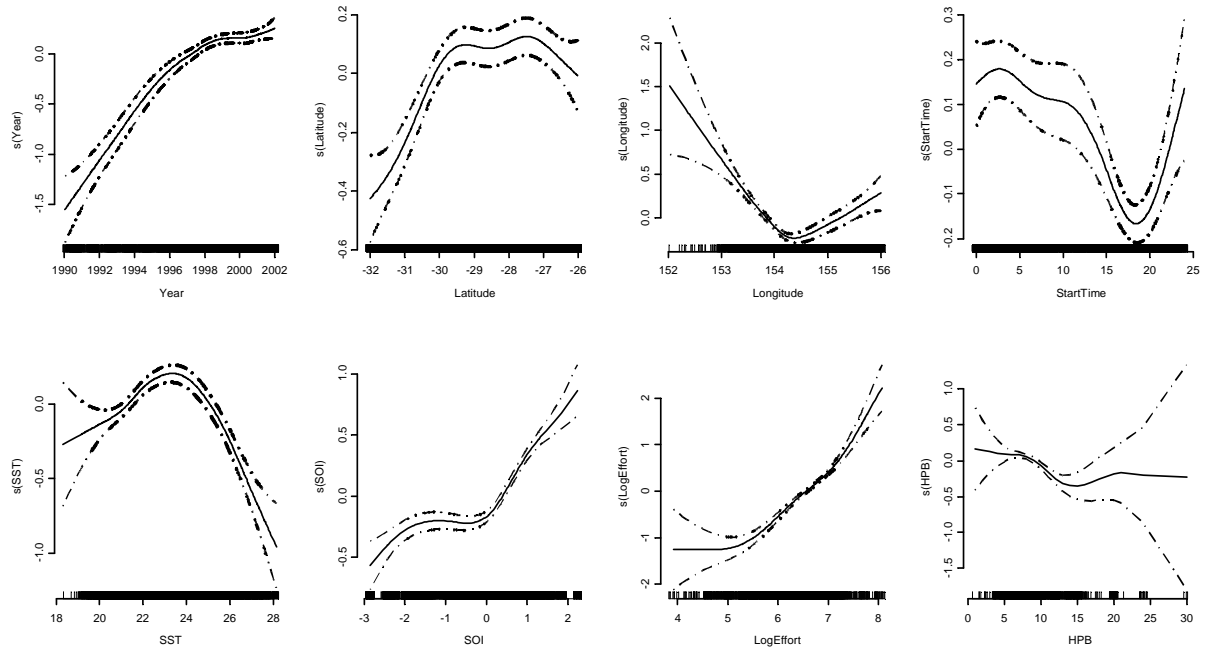 s(Year)
0.0
-0.5
-1.0
-1.5
1990 1992 1994 1996 1998 2000 2002
Year
s(Latitude)
0.2
0.0
-0.2
-0.4
-0.6
-32 -31 -30 -29 -28 -27 -26
Latitude
s(Longitude)
2.0
1.5
1.0
0.5
0.0
152 153 154 155 156
Longitude
s(StartTime)
0.3
0.2
0.1
0.0
-0.1
-0.2
0 5 10 15 20 25
StartTime
s(SST)
0.0
-0.5
-1.0
18 20 22 24 26 28
SST
s(SOI)
1.0
0.5
0.0
-0.5
-3 -2 -1 0 1 2
SOI
s(LogEffort)
2
1
0
-1
-2
4 5 6 7 8
LogEffort
s(HPB)
1.0
0.5
0.0
-0.5
-1.0
-1.5
0 5 10 15 20 25 30
HPB